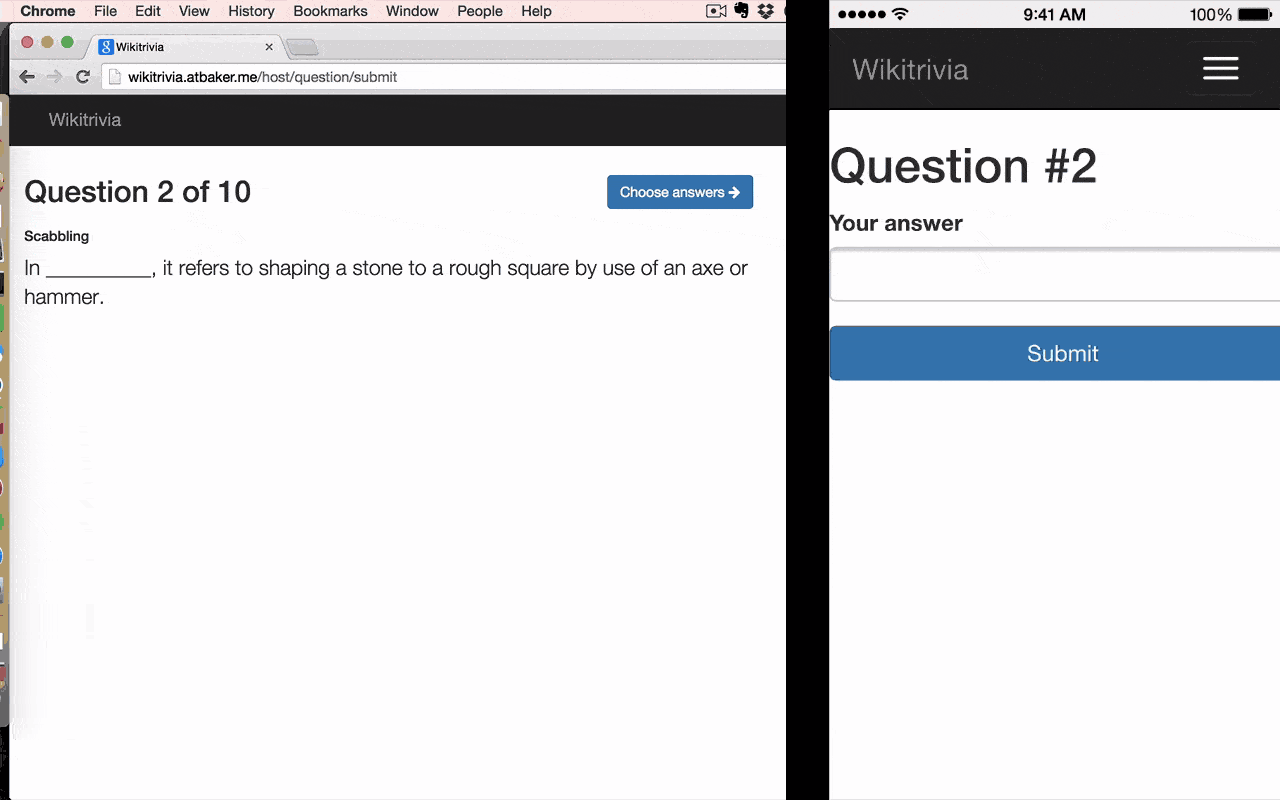 Chrome File Edit View History Bookmarks Window People Help
Wikitrivia
wikitrivia.atbaker.me/host/question/submit
Wikitrivia
Question 2 of 10
Choose answers
Scabbling
In __________, it refers to shaping a stone to a rough square by use of an axe or
hammer.
9:41 AM 100%
Wikitrivia
Question #2
Your answer
Submit